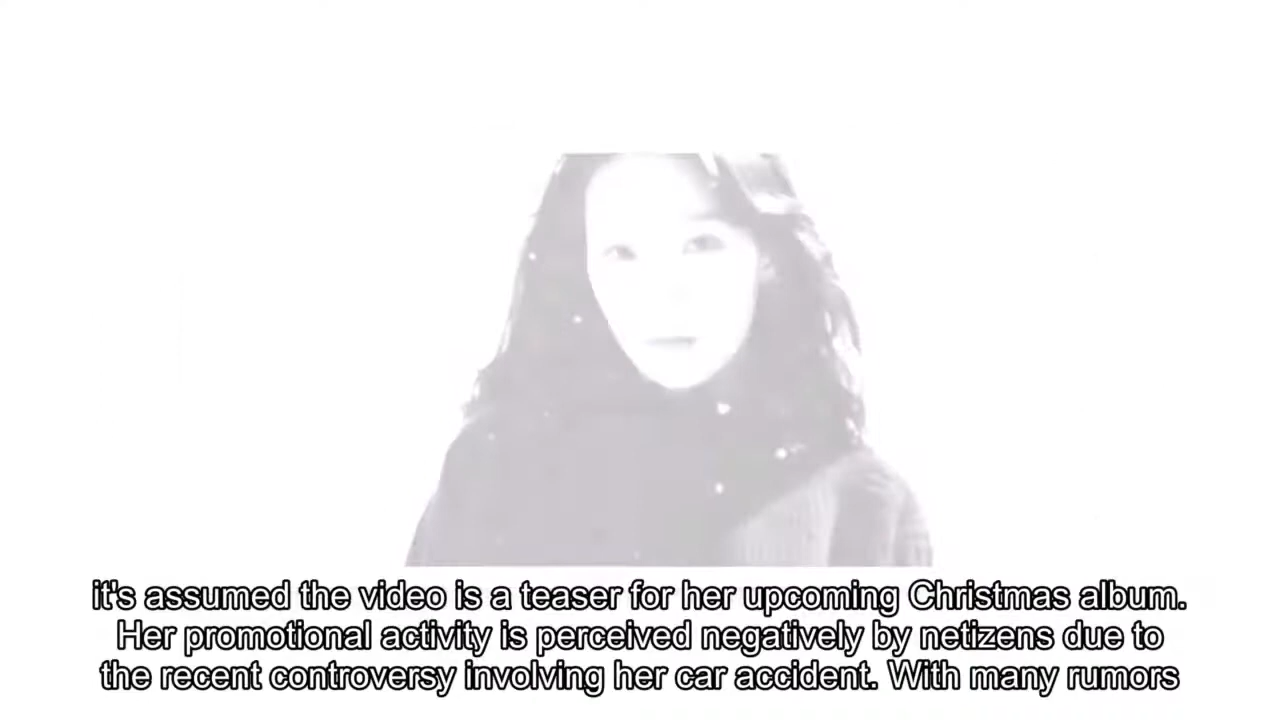 it's assumed the video is a teaser for her upcoming Christmas album.
Her promotional activity is perceived negatively by netizens due to
the recent controversy involving her car accident. With many rumors